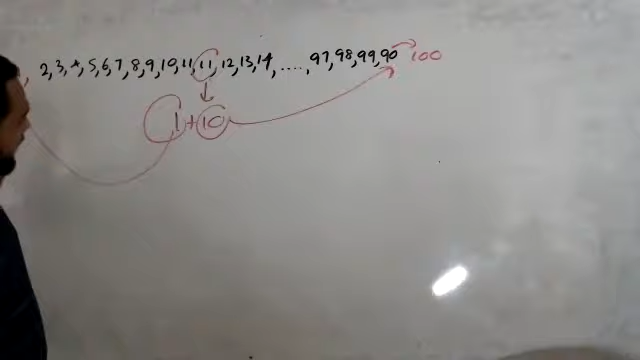 , 2, 3, 4, 5, 6, 7, 8, 9, 10, 11, 11, 12, 13, 14, ...., 97, 98, 99, 90 100
1 + 10